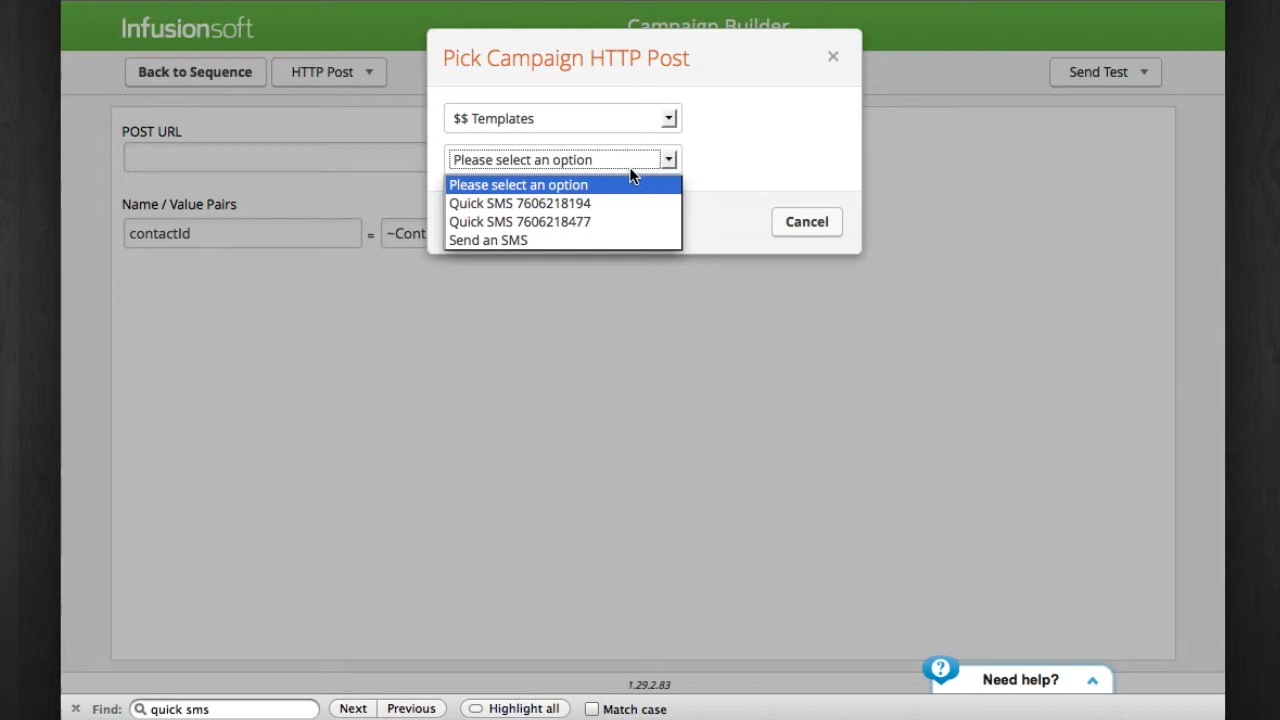 Infusionsoft
Campaign Builder
Pick Campaign HTTP Post
×
Back to Sequence
HTTP Post
Send Test
$$ Templates
POST URL
Please select an option
Please select an option
Quick SMS 7606218194
Quick SMS 7606218477
Send an SMS
Name / Value Pairs
Cancel
contactId = ~Cont
Need help?
1.29.2.83
× Find: quick sms Next Previous Highlight all Match case